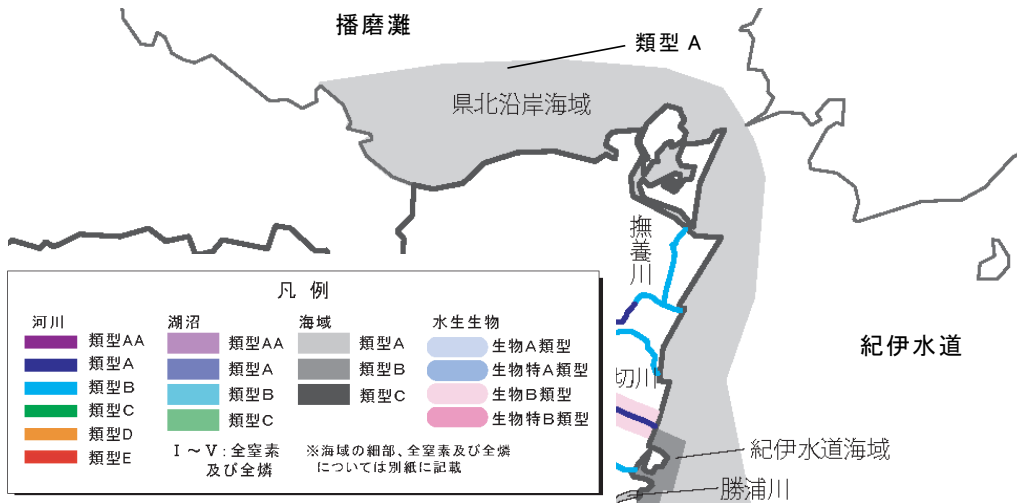 播磨灘
類型A
県北沿岸海域
撫養川
紀伊水道
切川
紀伊水道海域
勝浦川
凡例
河川
類型AA
類型A
類型B
類型C
類型D
類型E
湖沼
類型AA
類型A
類型B
類型C
海域
類型A
類型B
類型C
水生生物
生物A類型
生物特A類型
生物B類型
生物特B類型
I～V:全窒素
及び全燐
※海域の細部、全窒素及び全燐
については別紙に記載